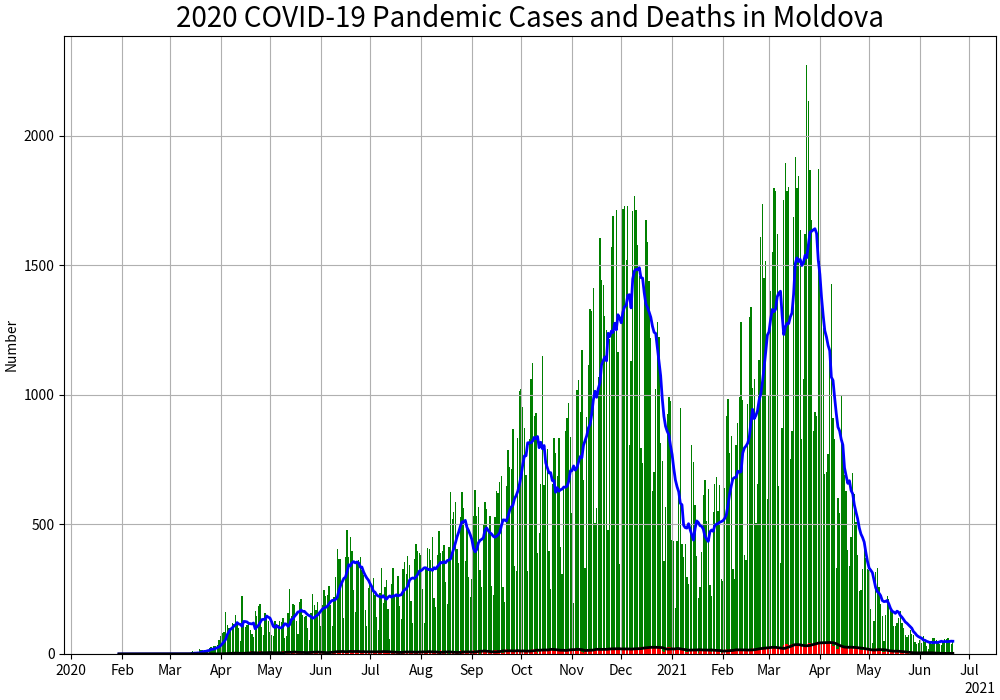 2020 COVID-19 Pandemic Cases and Deaths in Moldova
Number
2000
1500
1000
500
0
2020 Feb Mar Apr May Jun Jul Aug Sep Oct Nov Dec 2021 Feb Mar Apr May Jun Jul
2021